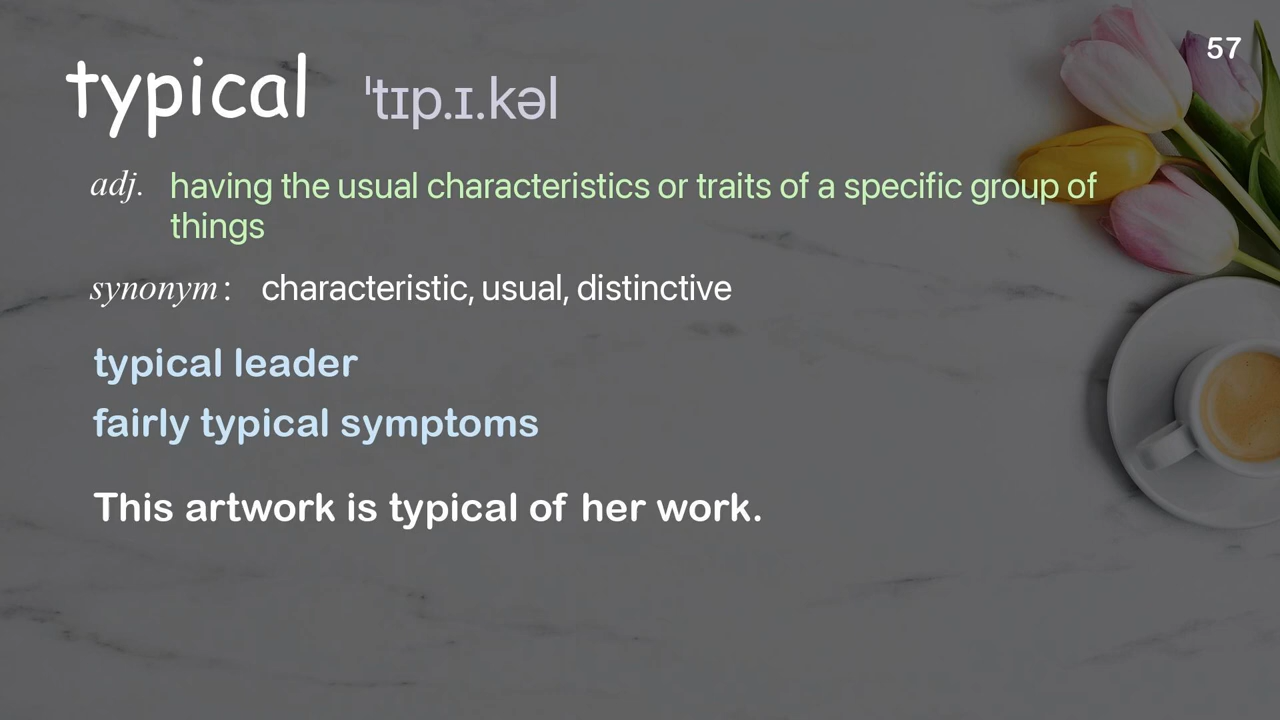 57
typical ˈtɪp.ɪ.kəl
adj. having the usual characteristics or traits of a specific group of
things
synonym : characteristic, usual, distinctive
typical leader
fairly typical symptoms
This artwork is typical of her work.